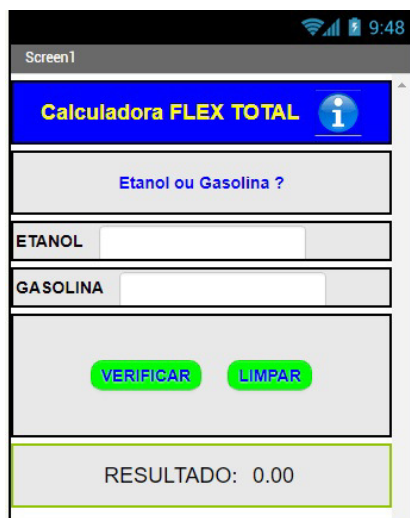 9:48
Screen1
Calculadora FLEX TOTAL i
Etanol ou Gasolina ?
ETANOL
GASOLINA
VERIFICAR LIMPAR
RESULTADO: 0.00